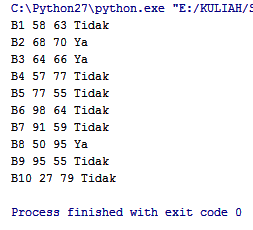 C:\Python27\python.exe "E:/KULIAH/
B1 58 63 Tidak
B2 68 70 Ya
B3 64 66 Ya
B4 57 77 Tidak
B5 77 55 Tidak
B6 98 64 Tidak
B7 91 59 Tidak
B8 50 95 Ya
B9 95 55 Tidak
B10 27 79 Tidak
Process finished with exit code 0